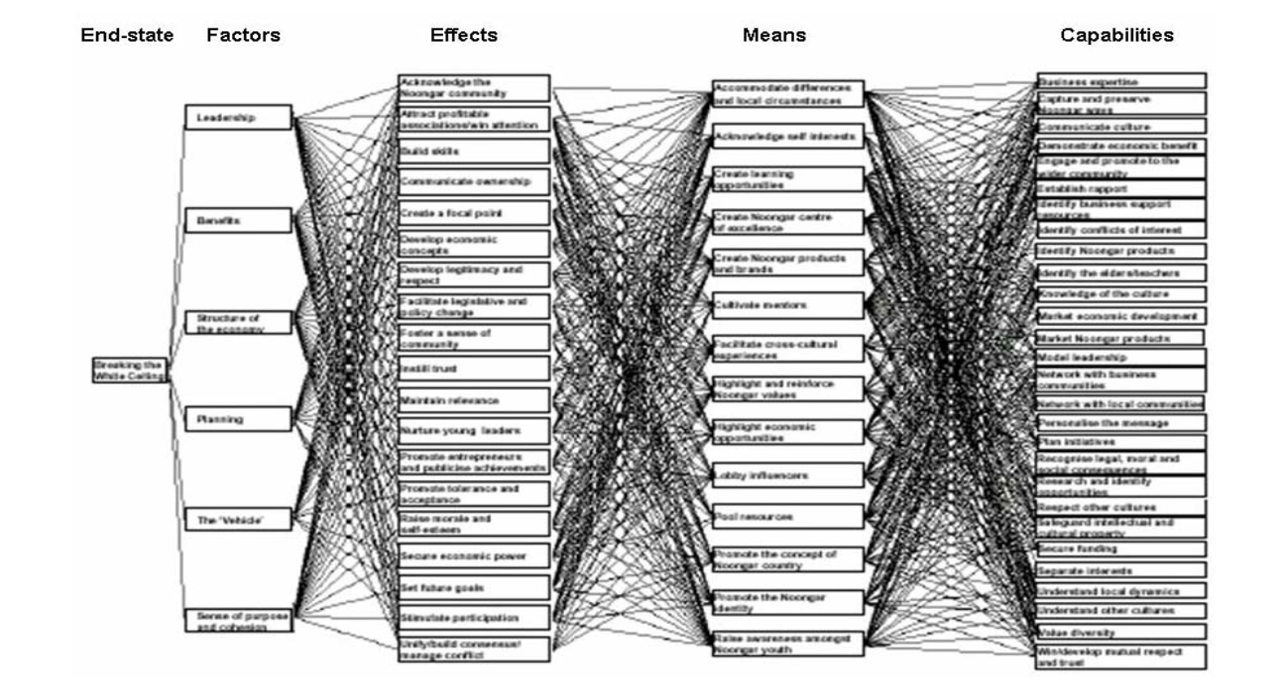 End-state Factors Effects Means Capabilities
Breaking the
White Ceiling
Leadership
Benefits
Structure of
the economy
Planning
The 'Vehicle'
Sense of purpose
and cohesion
Acknowledge the
Noongar community
Attract profitable
associations/win attention
Build skills
Communicate ownership
Create a focal point
Develop economic
concepts
Develop legitimacy and
respect
Facilitate legislative and
policy change
Foster a sense of
community
Instill trust
Maintain relevance
Nurture young leaders
Promote entrepreneurs
and publicise achievements
Promote tolerance and
acceptance
Raise morale and
self esteem
Secure economic power
Set future goals
Stimulate participation
Unify/build consensus/
manage conflict
Accommodate differences
and local circumstances
Acknowledge self interests
Create learning
opportunities
Create Noongar centre
of excellence
Create Noongar products
and brands
Cultivate mentors
Facilitate cross-cultural
experiences
Highlight and reinforce
Noongar values
Highlight economic
opportunities
Lobby influencers
Pool resources
Promote the concept of
Noongar country
Promote the Noongar
identity
Raise awareness amongst
Noongar youth
Business expertise
Capture and preserve
Noongar ways
Communicate culture
Demonstrate economic benefit
Engage and promote to the
wider community
Establish rapport
Identify business support
resources
Identify conflicts of interest
Identify Noongar products
Identify the elders/teachers
Knowledge of the culture
Market economic development
Market Noongar products
Model leadership
Network with business
communities
Network with local communities
Personalise the message
Plan initiatives
Recognise legal, moral and
social consequences
Research and identify
opportunities
Respect other cultures
Safeguard intellectual and
cultural property
Secure funding
Separate interests
Understand local dynamics
Understand other cultures
Value diversity
Win/develop mutual respect
and trust